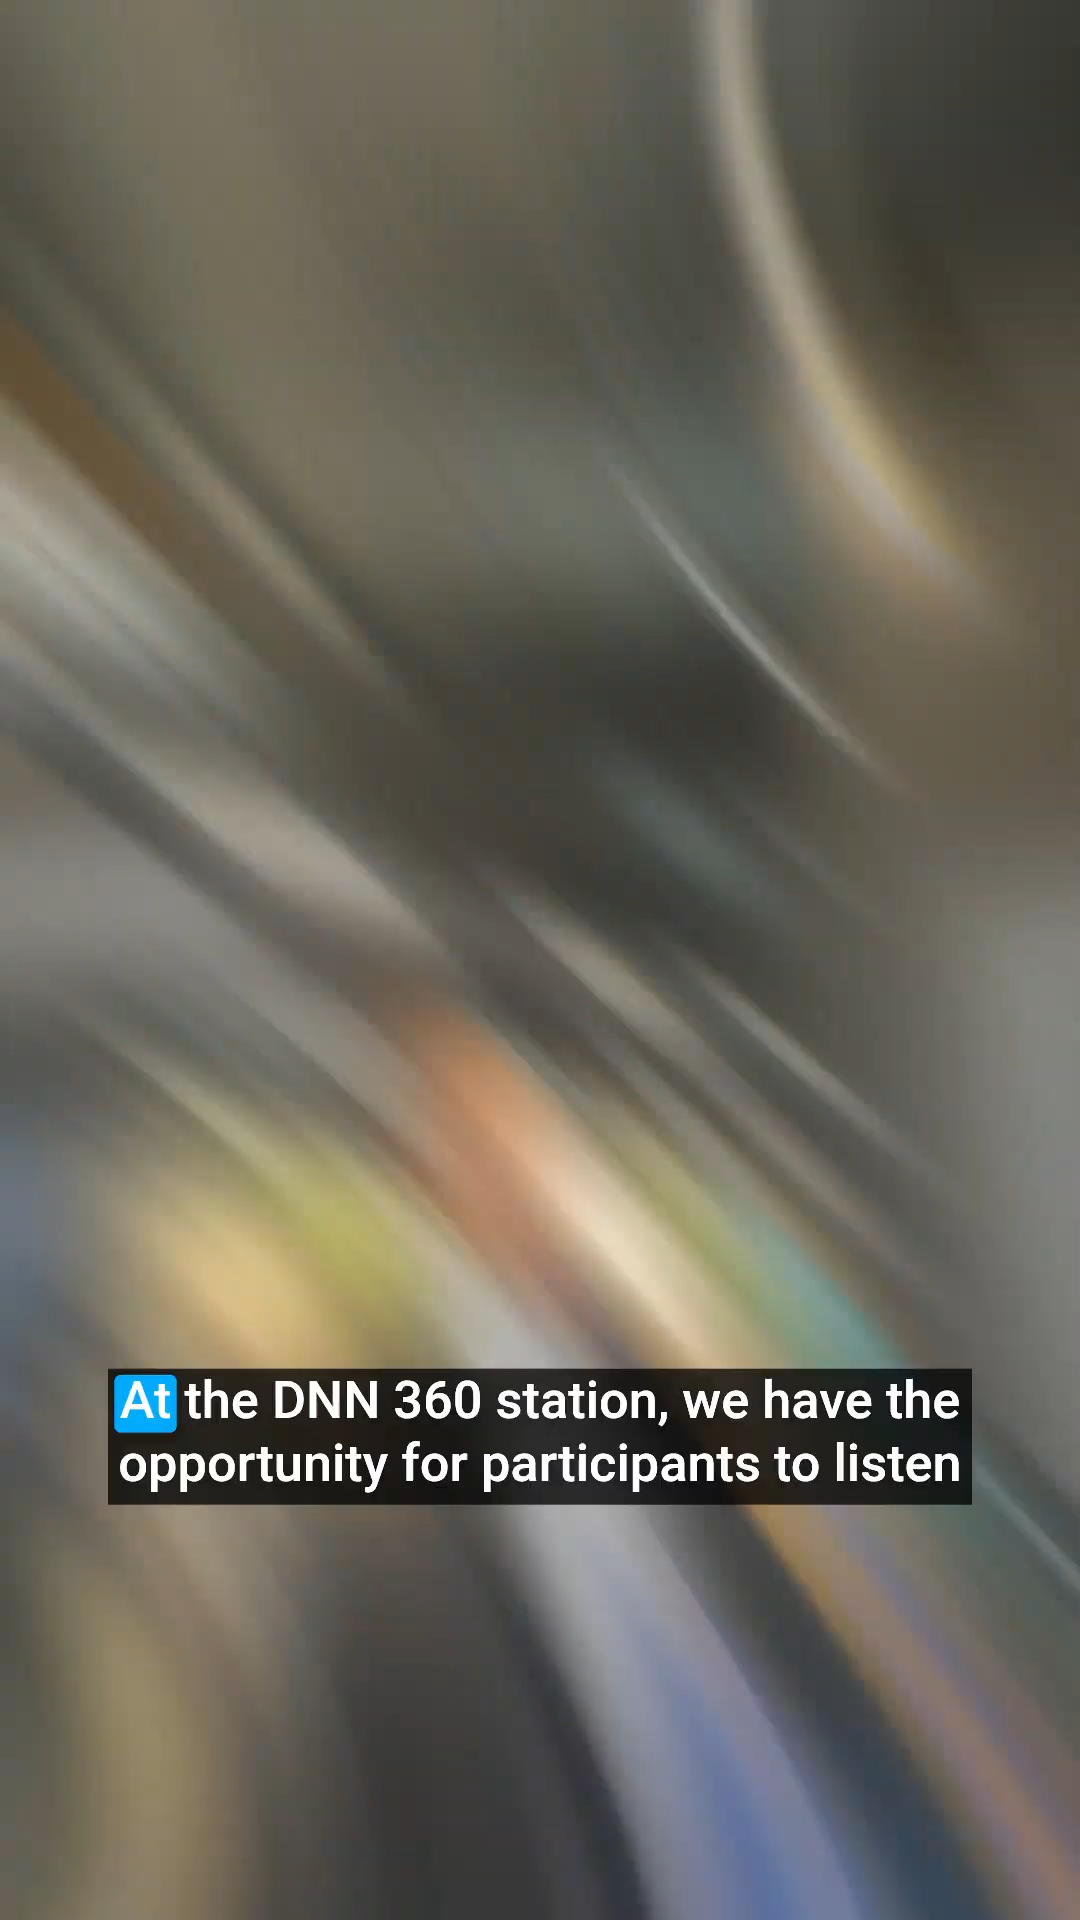 At the DNN 360 station, we have the
opportunity for participants to listen